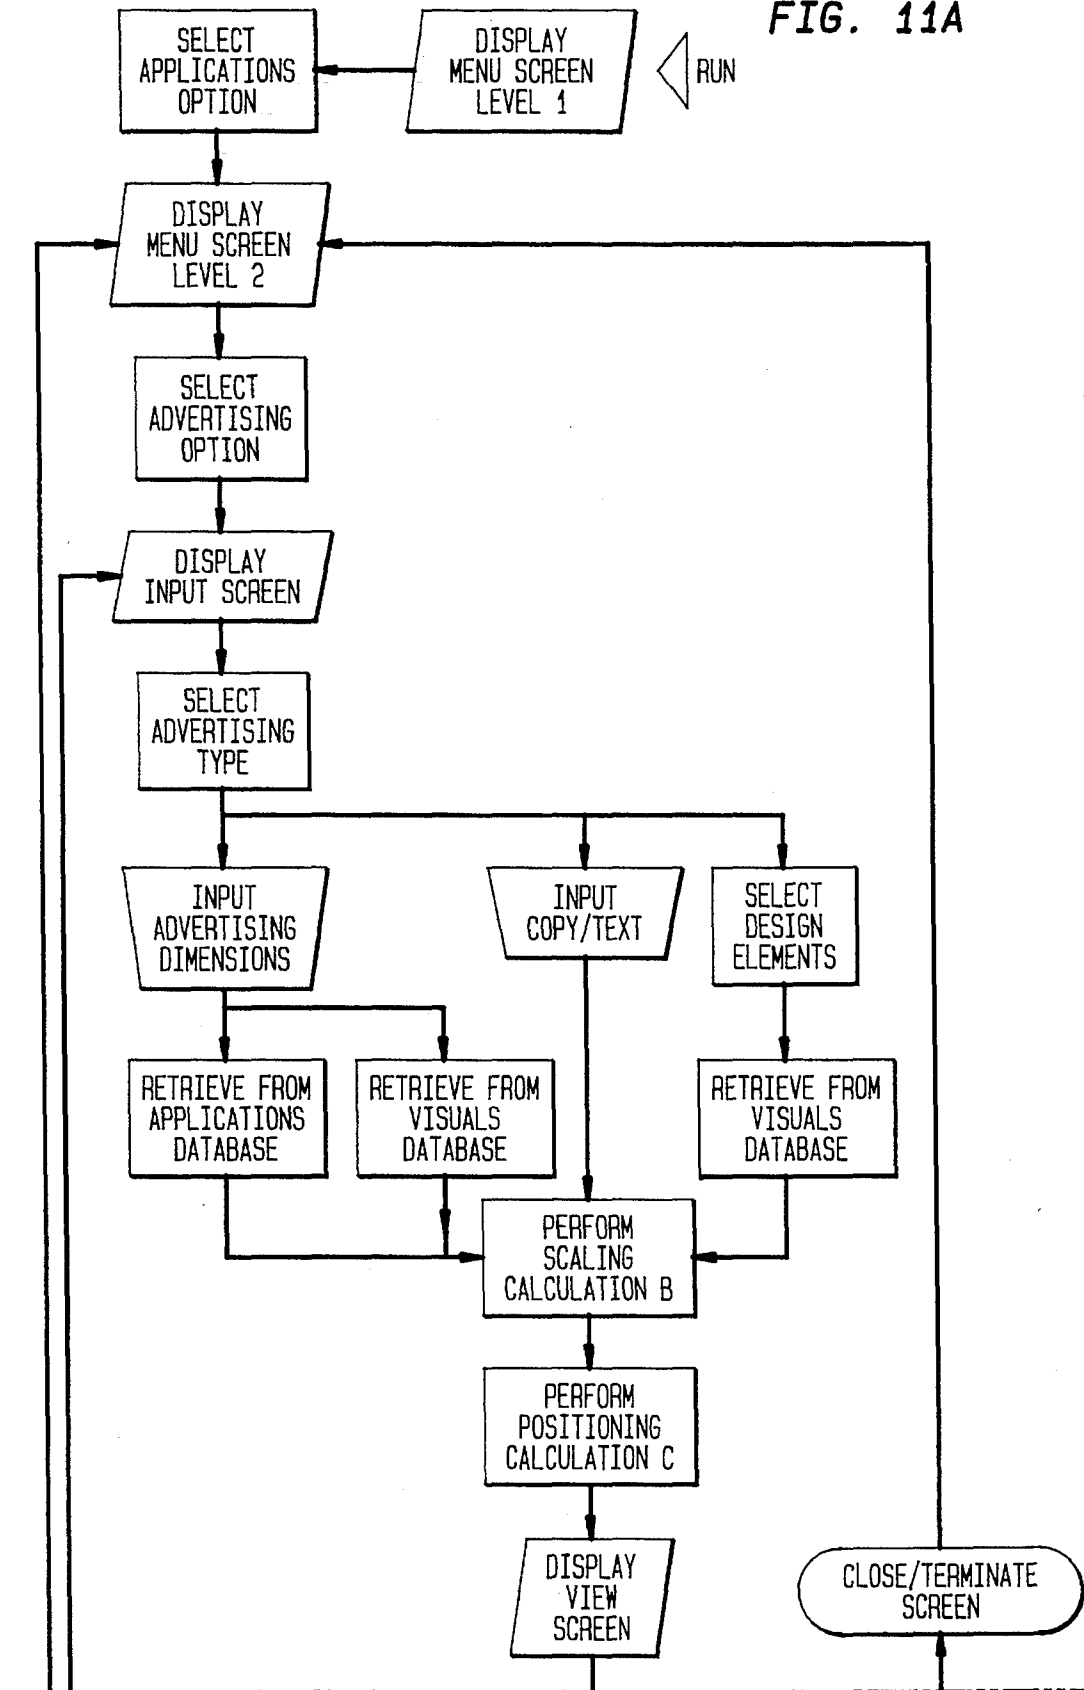 FIG. 11A
SELECT
APPLICATIONS
OPTION
DISPLAY
MENU SCREEN
LEVEL 1
RUN
DISPLAY
MENU SCREEN
LEVEL 2
SELECT
ADVERTISING
OPTION
DISPLAY
INPUT SCREEN
SELECT
ADVERTISING
TYPE
INPUT
ADVERTISING
DIMENSIONS
INPUT
COPY/TEXT
SELECT
DESIGN
ELEMENTS
RETRIEVE FROM
APPLICATIONS
DATABASE
RETRIEVE FROM
VISUALS
DATABASE
RETRIEVE FROM
VISUALS
DATABASE
PERFORM
SCALING
CALCULATION B
PERFORM
POSITIONING
CALCULATION C
DISPLAY
VIEW
SCREEN
CLOSE/TERMINATE
SCREEN